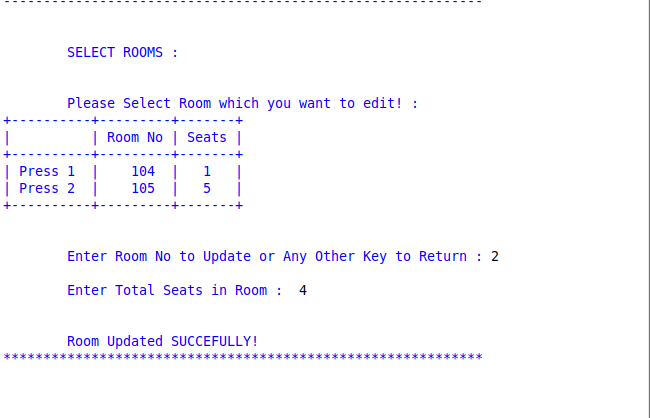 ------------------------------------------------------------
SELECT ROOMS :
Please Select Room which you want to edit! :
+----------+---------+-------+
|          | Room No | Seats |
+----------+---------+-------+
| Press 1  |    104  |   1   |
| Press 2  |    105  |   5   |
+----------+---------+-------+
Enter Room No to Update or Any Other Key to Return : 2
Enter Total Seats in Room :  4
Room Updated SUCCEFULLY!
************************************************************